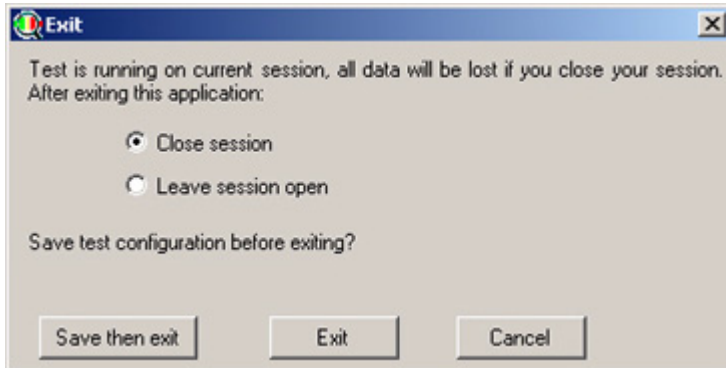 Exit
Test is running on current session, all data will be lost if you close your session.
After exiting this application:
Close session
Leave session open
Save test configuration before exiting?
Save then exit
Exit
Cancel